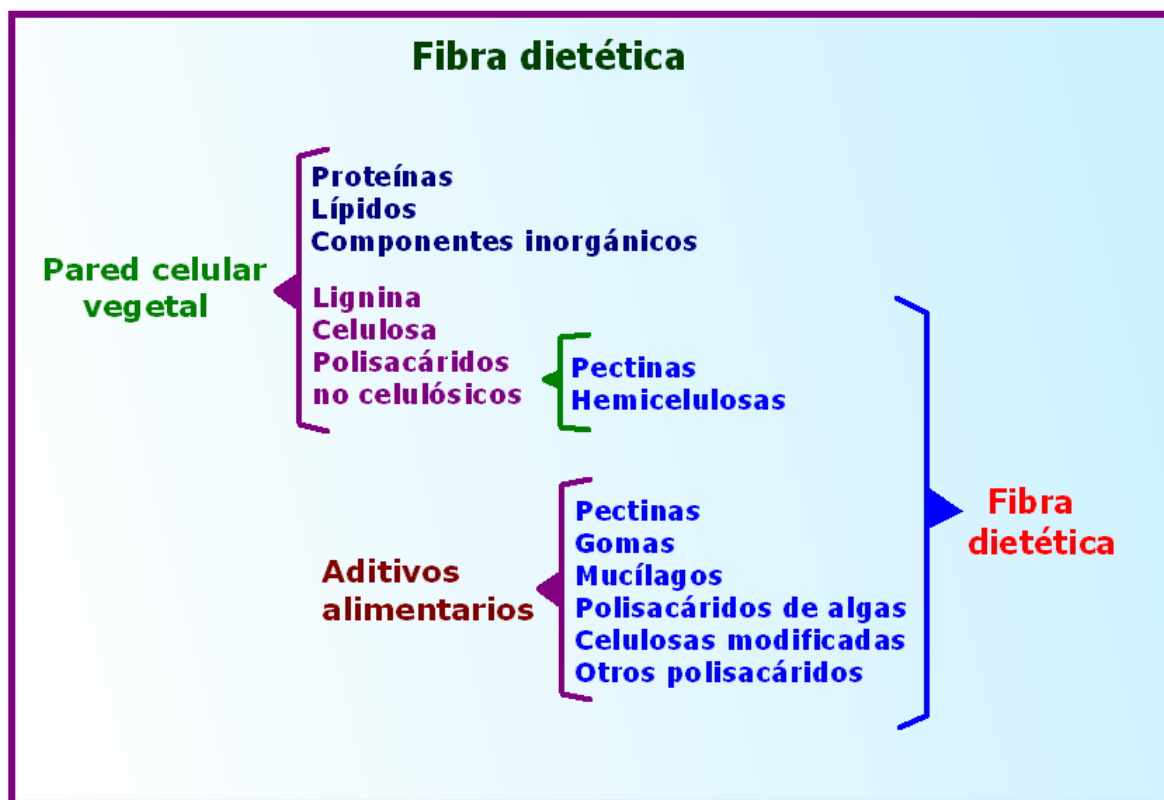 Fibra dietética
Proteínas
Lípidos
Componentes inorgánicos
Pared celular
vegetal
Lignina
Celulosa
Polisacáridos
no celulósicos
Pectinas
Hemicelulosas
Aditivos
alimentarios
Pectinas
Gomas
Mucílagos
Polisacáridos de algas
Celulosas modificadas
Otros polisacáridos
Fibra
dietética